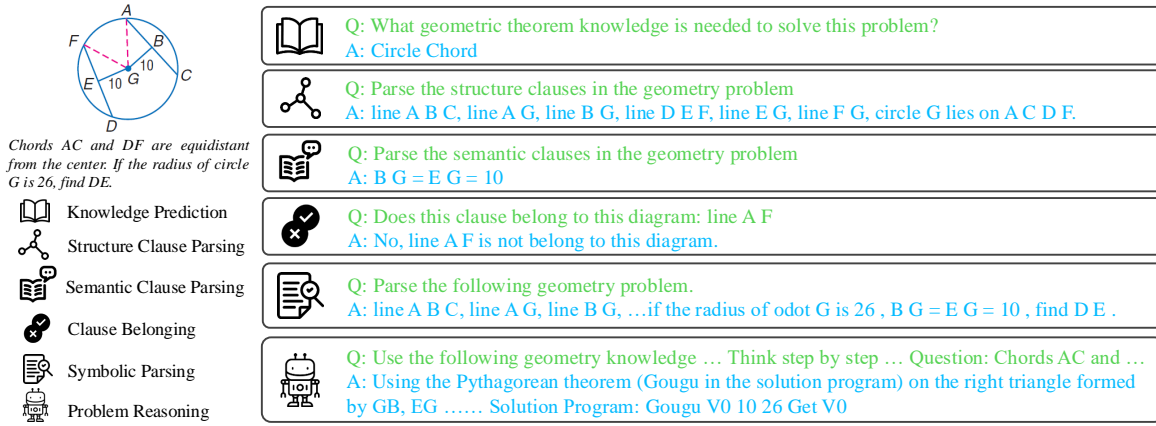 A
F
B
10
G
E
10
C
D
Chords AC and DF are equidistant
from the center. If the radius of circle
G is 26, find DE.
Knowledge Prediction
Structure Clause Parsing
Semantic Clause Parsing
Clause Belonging
Symbolic Parsing
Problem Reasoning
Q: What geometric theorem knowledge is needed to solve this problem?
A: Circle Chord
Q: Parse the structure clauses in the geometry problem
A: line A B C, line A G, line B G, line D E F, line E G, line F G, circle G lies on A C D F.
Q: Parse the semantic clauses in the geometry problem
A: B G = E G = 10
Q: Does this clause belong to this diagram: line A F
A: No, line A F is not belong to this diagram.
Q: Parse the following geometry problem.
A: line A B C, line A G, line B G, …if the radius of odot G is 26 , B G = E G = 10 , find D E .
Q: Use the following geometry knowledge … Think step by step … Question: Chords AC and …
A: Using the Pythagorean theorem (Gougu in the solution program) on the right triangle formed
by GB, EG …… Solution Program: Gougu V0 10 26 Get V0